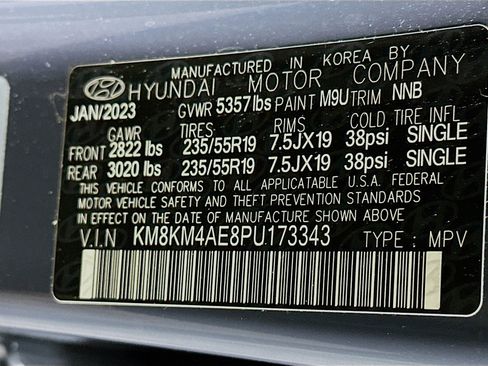 MANUFACTURED IN KOREA BY
HYUNDAI MOTOR COMPANY
JAN/2023 GVWR 5357lbs PAINT M9U TRIM NNB
GAWR TIRES RIMS COLD TIRE INFL
FRONT 2822 lbs 235/55R19 7.5JX19 38psi SINGLE
REAR 3020 lbs 235/55R19 7.5JX19 38psi SINGLE
THIS VEHICLE CONFORMS TO ALL APPLICABLE U.S.A. FEDERAL
MOTOR VEHICLE SAFETY AND THEFT PREVENTION STANDARDS
IN EFFECT ON THE DATE OF MANUFACTURE SHOWN ABOVE
V.I.N KM8KM4AE8PU173343 TYPE : MPV